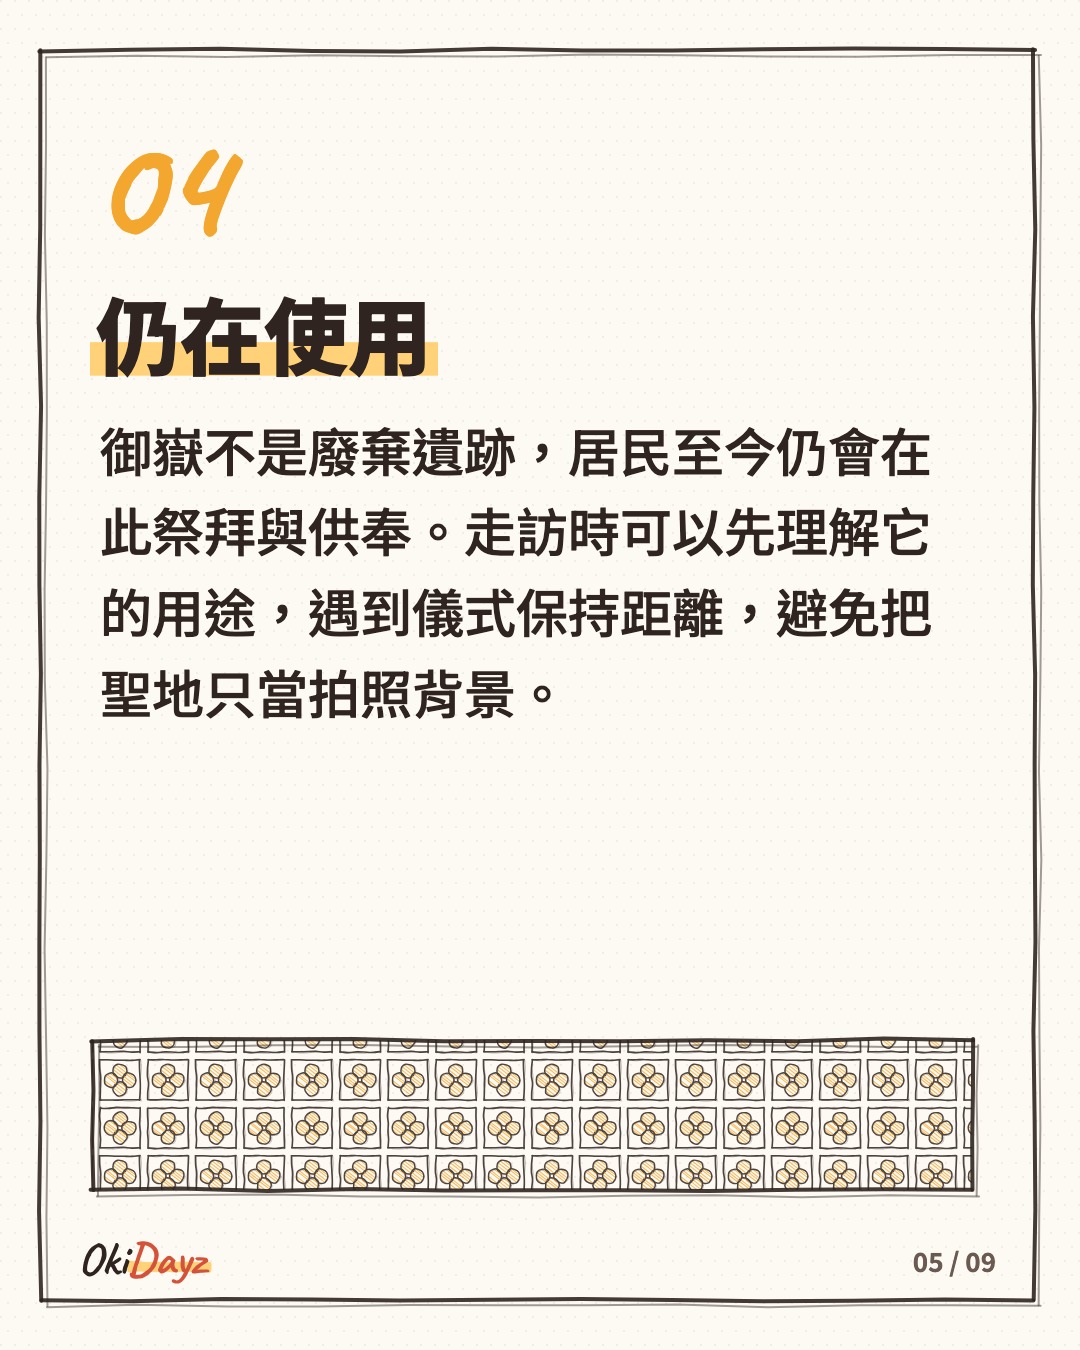 04
仍在使用
御嶽不是廢棄遺跡，居民至今仍會在
此祭拜與供奉。走訪時可以先理解它
的用途，遇到儀式保持距離，避免把
聖地只當拍照背景。
OkiDayz
05 / 09